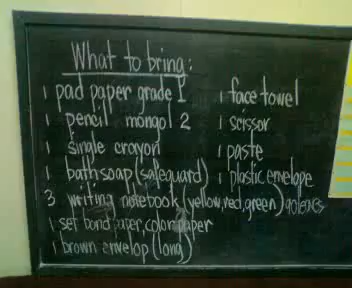 What to bring:
1 pad paper grade 1
1 pencil mongol 2
1 single crayon
1 bath soap (safeguard)
3 writing notebook (yellow, red, green)
1 set bond paper, color paper
1 brown envelop (long)
1 face towel
1 scissor
1 paste
1 plastic envelope